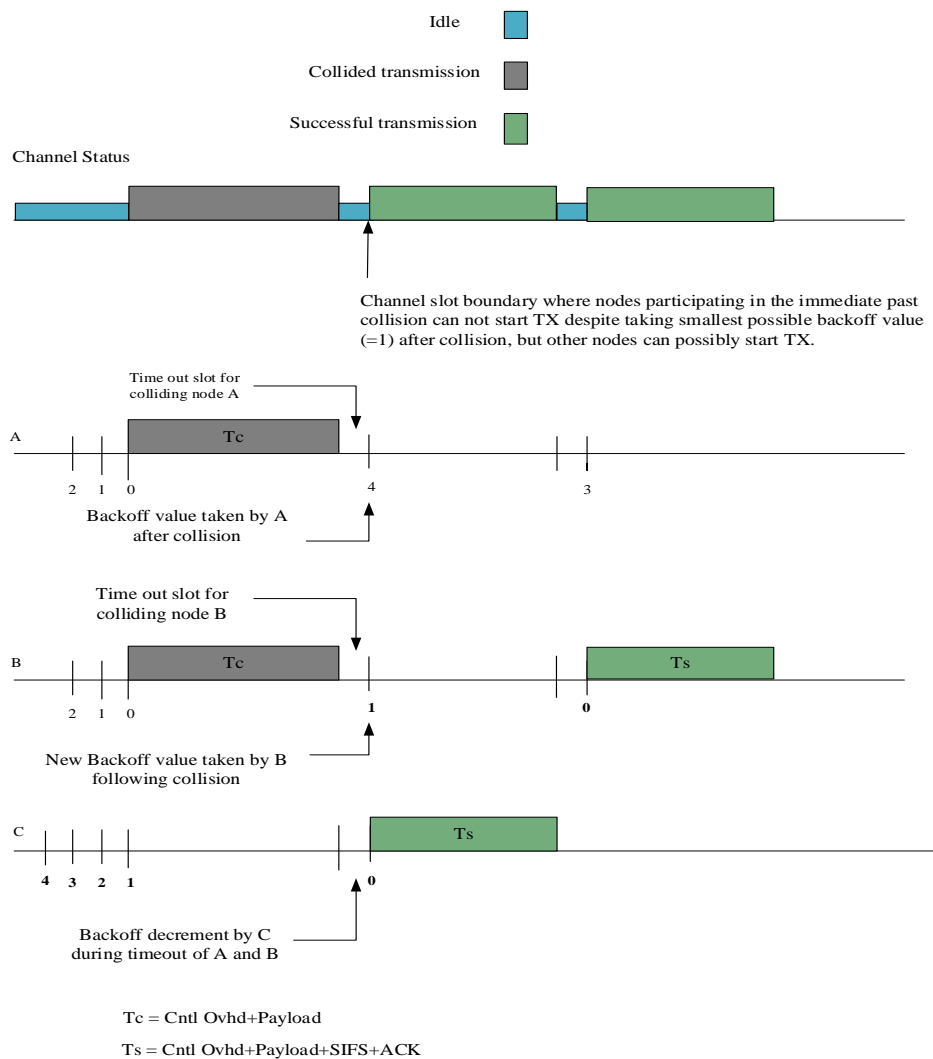 Idle
Collided transmission
Successful transmission
Channel Status
Channel slot boundary where nodes participating in the immediate past
collision can not start TX despite taking smallest possible backoff value
(=1) after collision, but other nodes can possibly start TX.
Time out slot for
colliding node A
A
Tc
2 1 0 4 3
Backoff value taken by A
after collision
Time out slot for
colliding node B
B
Tc Ts
2 1 0 1 0
New Backoff value taken by B
following collision
C
Ts
4 3 2 1 0
Backoff decrement by C
during timeout of A and B
Tc = Cntl Ovhd+Payload
Ts = Cntl Ovhd+Payload+SIFS+ACK